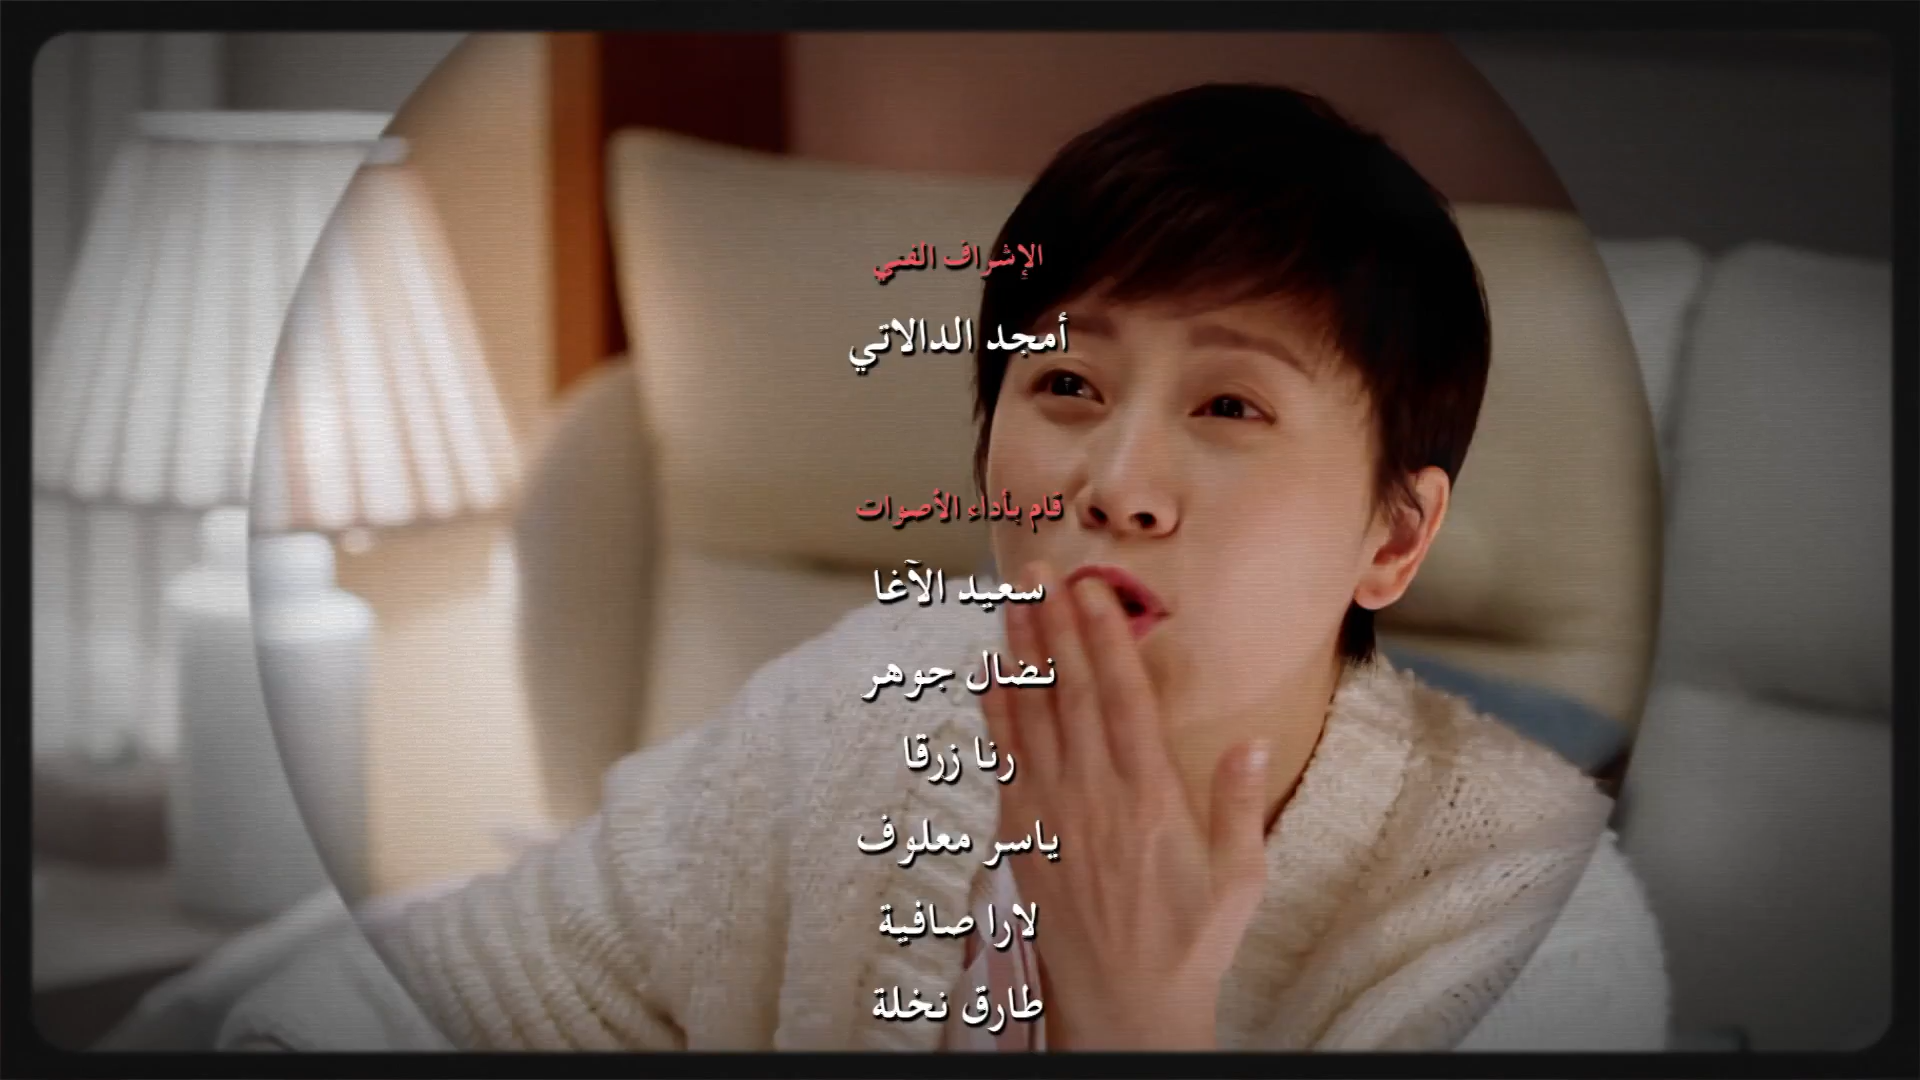 الإشراف الفني
أمجد الدالاتي
قام بأداء الأصوات
سعيد الآغا
نضال جوهر
رنا زرقا
ياسر معلوف
لارا صافية
طارق نخلة